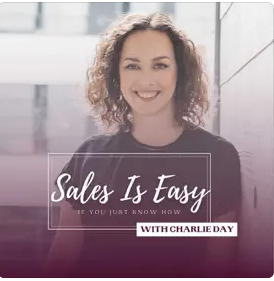 Sales Is Easy
IF YOU JUST KNOW HOW
WITH CHARLIE DAY